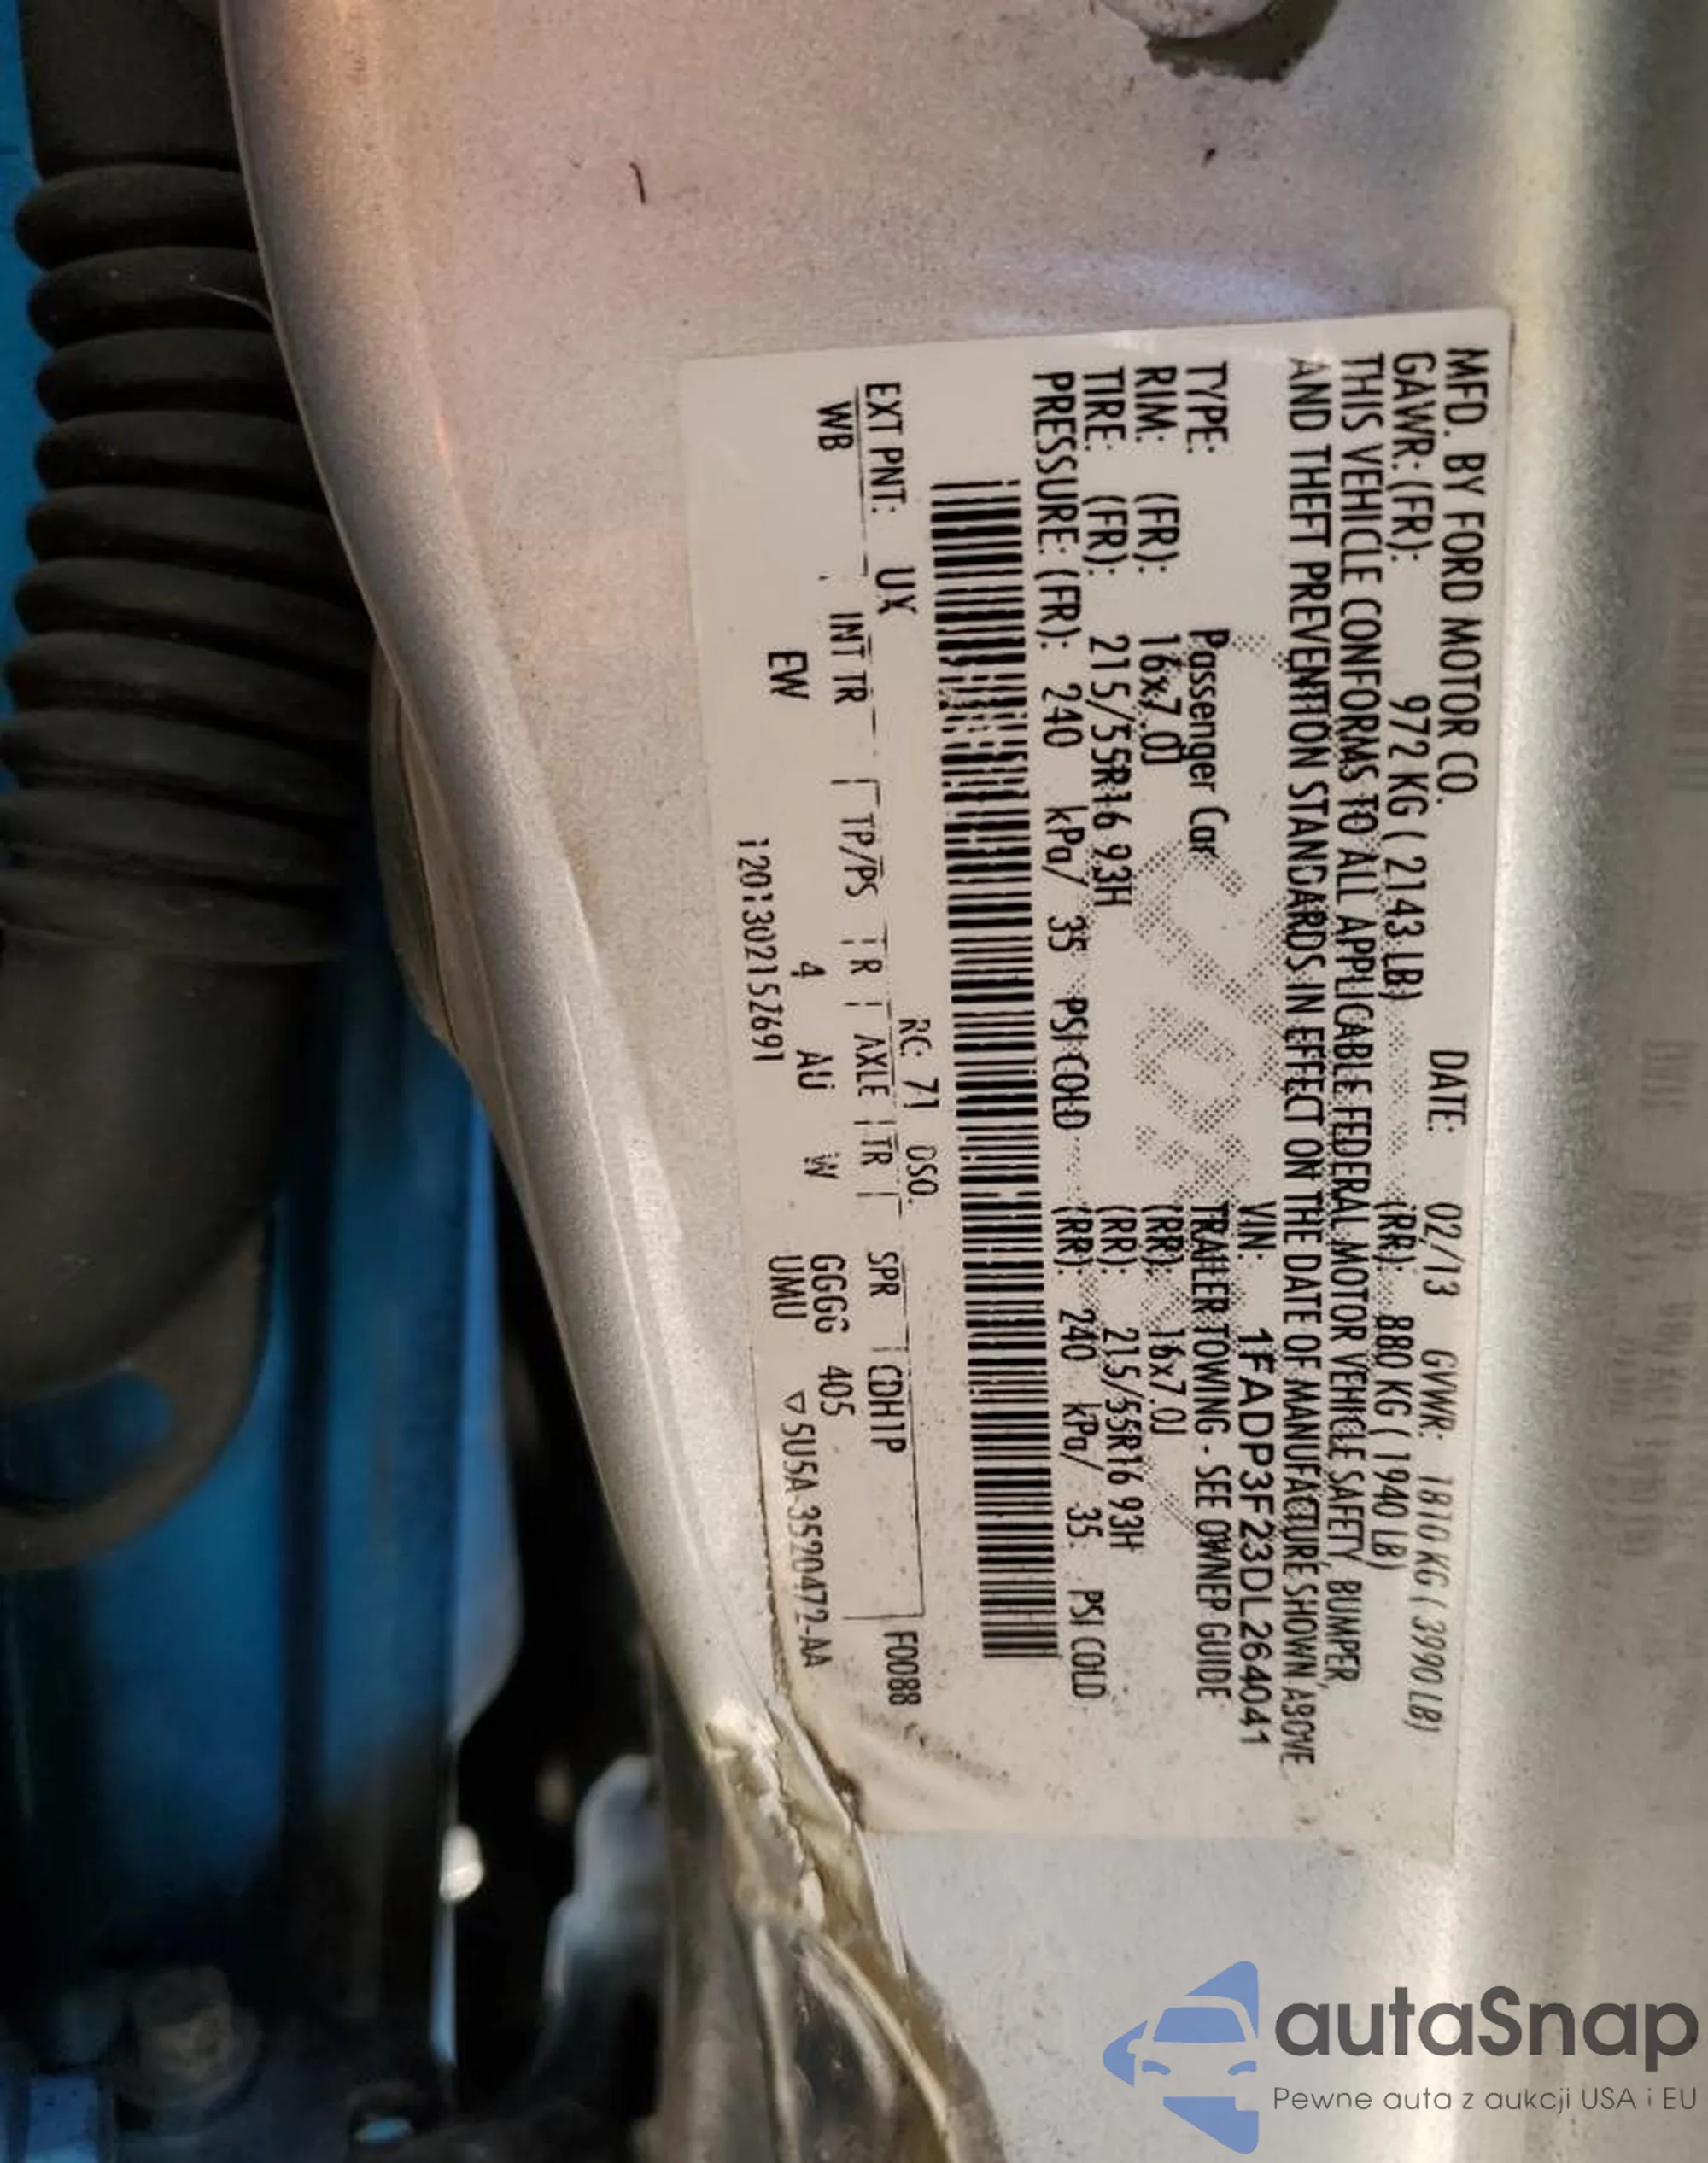 MFD. BY FORD MOTOR CO. DATE: 02/13 GVWR: 1810 KG ( 3990 LB)
GAWR: (FR): 972 KG ( 2143 LB) (RR): 880 KG ( 1940 LB)
THIS VEHICLE CONFORMS TO ALL APPLICABLE FEDERAL MOTOR VEHICLE SAFETY, BUMPER,
AND THEFT PREVENTION STANDARDS IN EFFECT ON THE DATE OF MANUFACTURE SHOWN ABOVE
VIN: 1FADP3F23DL264041
TYPE: Passenger Car TRAILER TOWING - SEE OWNER GUIDE
RIM: (FR): 16x7.0J (RR): 16x7.0J
TIRE: (FR): 215/55R16 93H (RR): 215/55R16 93H
PRESSURE: (FR): 240 kPa/ 35 PSI COLD (RR): 240 kPa/ 35 PSI COLD
EXT PNT: UX RC: 71 DSO: F0088
WB INT TR TP/PS R AXLE TR SPR CDH1P
EW 4 AU W GGGG 405
UMU
1201302152691 ▽5U5A-3520472-AA
autaSnap
Pewne auta z aukcji USA i EU